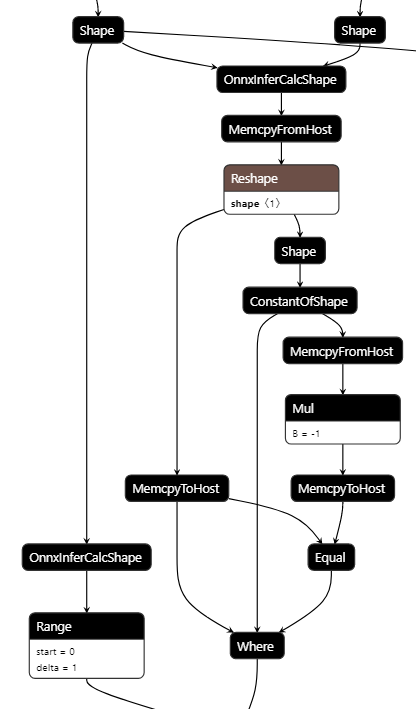 Shape
Shape
OnnxInferCalcShape
MemcpyFromHost
Reshape
shape 〈1〉
Shape
ConstantOfShape
MemcpyFromHost
Mul
B = -1
MemcpyToHost
MemcpyToHost
OnnxInferCalcShape
Equal
Range
start = 0
delta = 1
Where